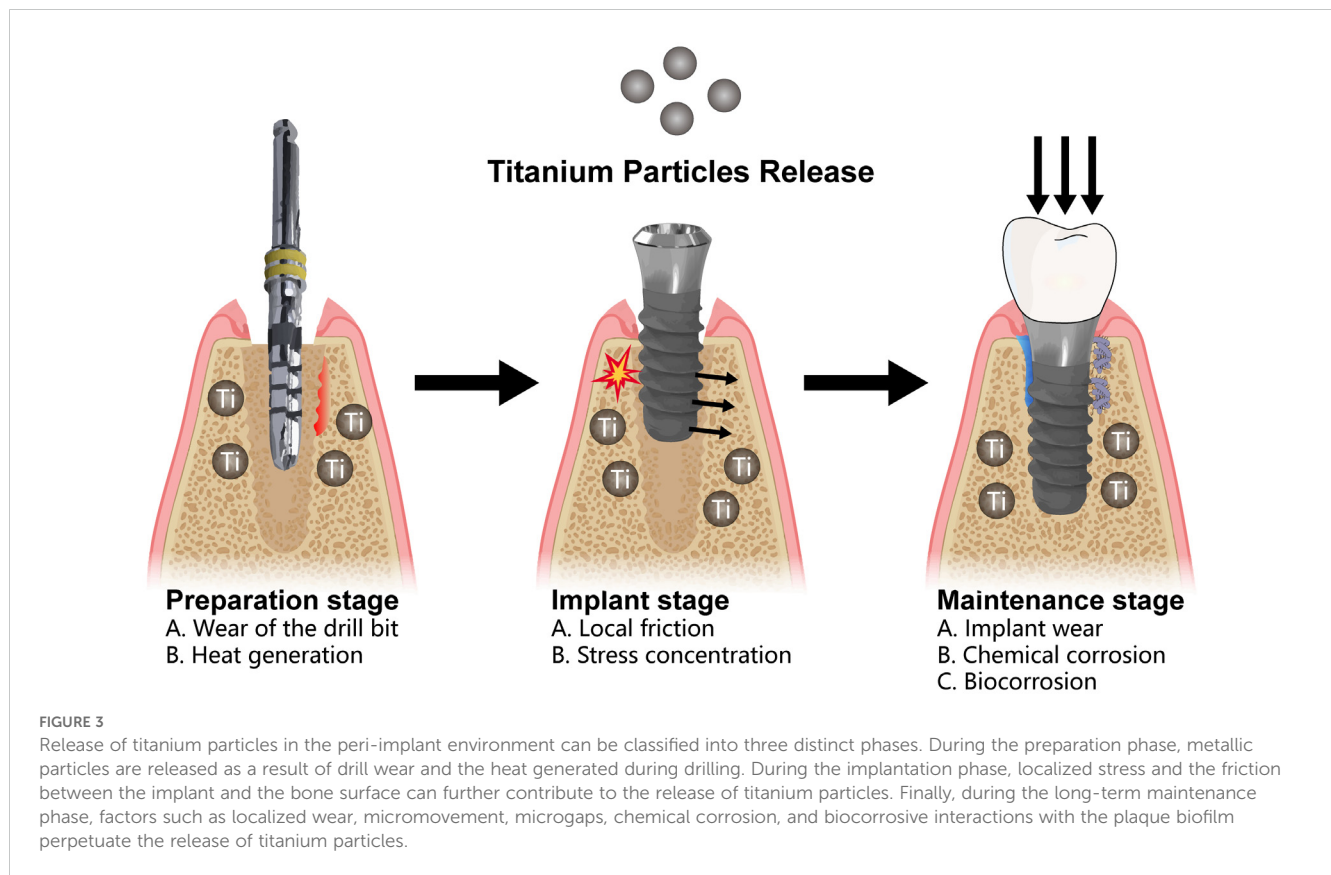 Titanium Particles Release
Ti
Ti
Ti
Ti
Ti
Ti
Ti
Ti
Ti
Ti
Ti
Ti
Preparation stage
A. Wear of the drill bit
B. Heat generation
Implant stage
A. Local friction
B. Stress concentration
Maintenance stage
A. Implant wear
B. Chemical corrosion
C. Biocorrosion
FIGURE 3
Release of titanium particles in the peri-implant environment can be classified into three distinct phases. During the preparation phase, metallic
particles are released as a result of drill wear and the heat generated during drilling. During the implantation phase, localized stress and the friction
between the implant and the bone surface can further contribute to the release of titanium particles. Finally, during the long-term maintenance
phase, factors such as localized wear, micromovement, microgaps, chemical corrosion, and biocorrosive interactions with the plaque biofilm
perpetuate the release of titanium particles.